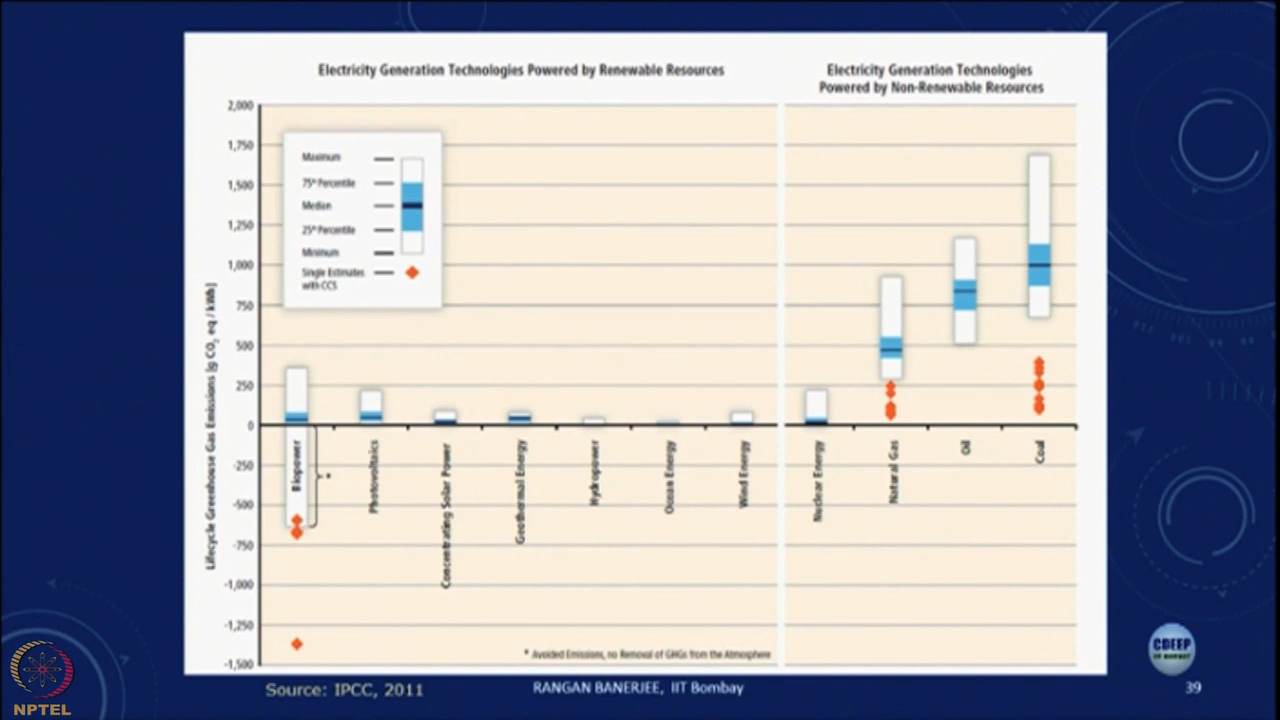 Electricity Generation Technologies Powered by Renewable Resources
Electricity Generation Technologies
Powered by Non-Renewable Resources
Lifecycle Greenhouse Gas Emissions [g CO2 eq / kWh]
2,000
1,750
1,500
1,250
1,000
750
500
250
0
-250
-500
-750
-1,000
-1,250
-1,500
Maximum
75th Percentile
Median
25th Percentile
Minimum
Single Estimates
with CCS
Biopower
*
Photovoltaics
Concentrating Solar Power
Geothermal Energy
Hydropower
Ocean Energy
Wind Energy
Nuclear Energy
Natural Gas
Oil
Coal
* Avoided Emissions, no Removal of GHGs from the Atmosphere
Source: IPCC, 2011
RANGAN BANERJEE, IIT Bombay
39
NPTEL
CDEEP
IIT BOMBAY